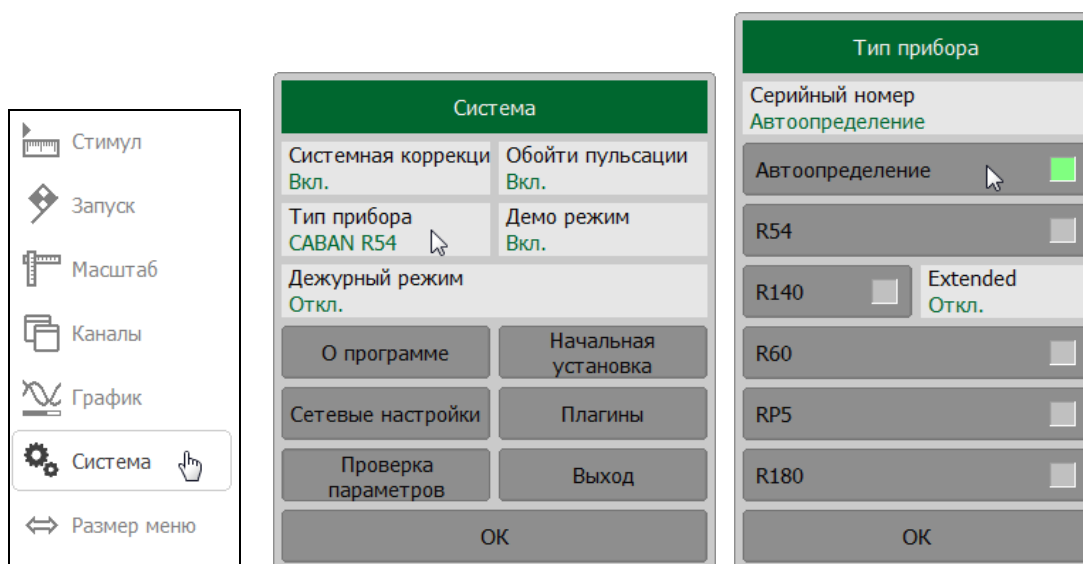 Стимул
Запуск
Масштаб
Каналы
График
Система
Размер меню
Система
Системная коррекци
Вкл.
Обойти пульсации
Вкл.
Тип прибора
CABAN R54
Демо режим
Вкл.
Дежурный режим
Откл.
О программе
Начальная
установка
Сетевые настройки
Плагины
Проверка
параметров
Выход
ОК
Тип прибора
Серийный номер
Автоопределение
Автоопределение
R54
R140
Extended
Откл.
R60
RP5
R180
ОК